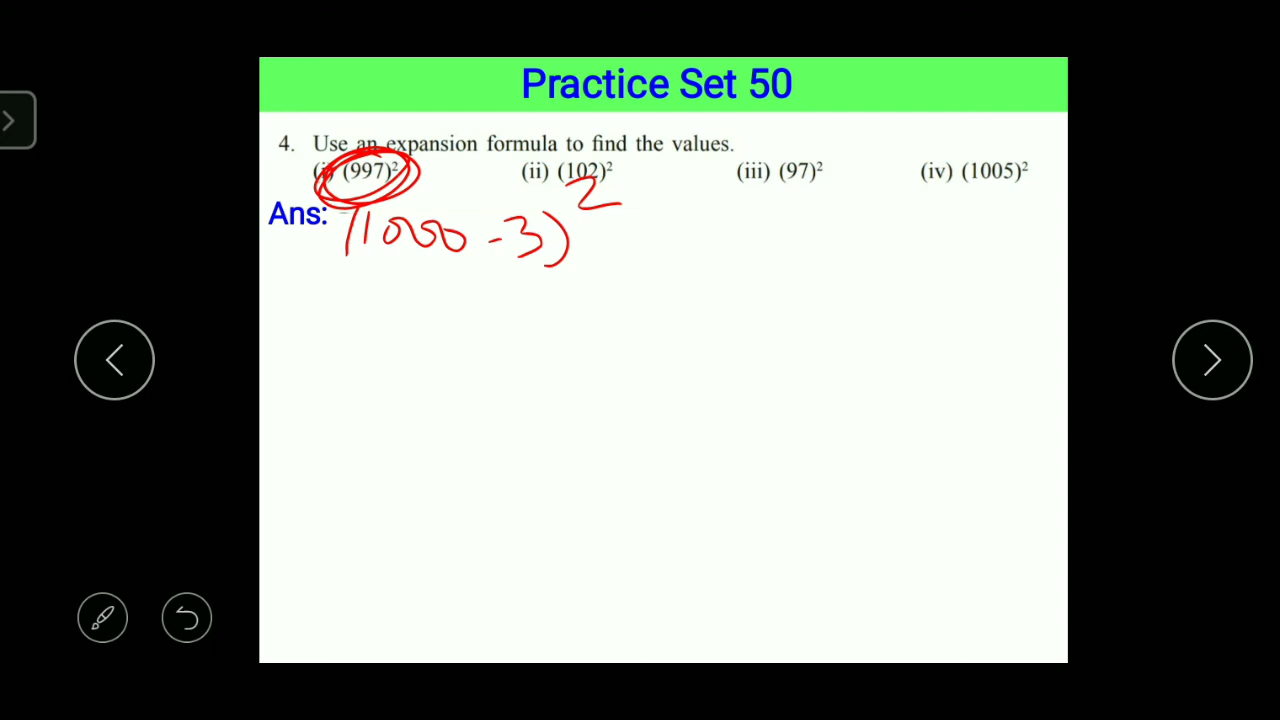 Practice Set 50
4. Use an expansion formula to find the values.
(i) (997)² (ii) (102)² (iii) (97)² (iv) (1005)²
Ans: (1000 - 3)²